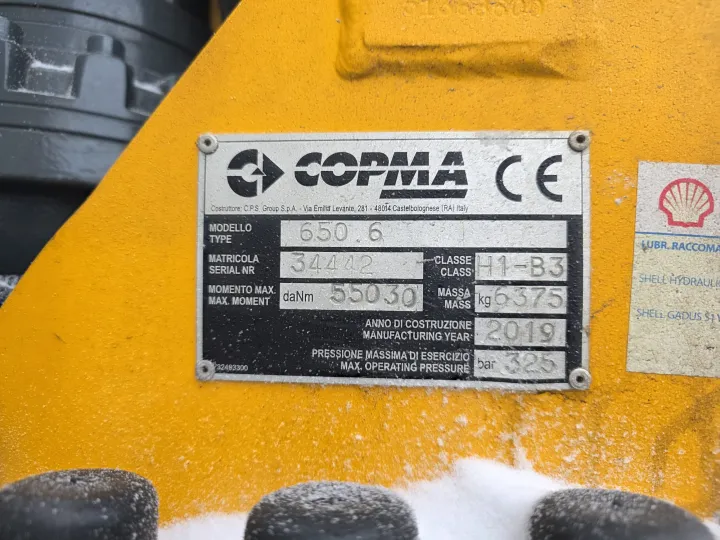 COPMA CE
Costruttore: C.P.S. Group S.p.A. - Via Emilia Levante, 281 - 48014 Castelbolognese (RA) Italy
MODELLO
TYPE
650.6
MATRICOLA
SERIAL NR
34442
CLASSE
CLASS
H1-B3
MOMENTO MAX.
MAX. MOMENT
daNm 55030
MASSA
MASS
kg 6375
ANNO DI COSTRUZIONE
MANUFACTURING YEAR
2019
PRESSIONE MASSIMA DI ESERCIZIO
MAX. OPERATING PRESSURE
bar 325
LUBR. RACCOMA
SHELL HYDRAULI
SHELL GADUS S1V